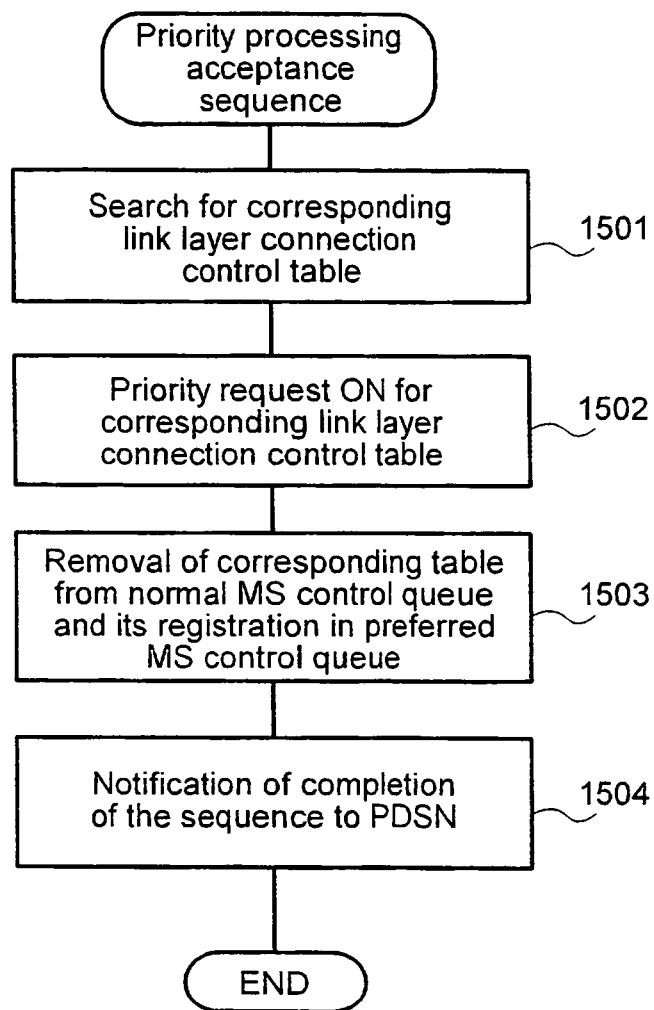 Priority processing
acceptance
sequence
Search for corresponding
link layer connection
control table
1501
Priority request ON for
corresponding link layer
connection control table
1502
Removal of corresponding table
from normal MS control queue
and its registration in preferred
MS control queue
1503
Notification of completion
of the sequence to PDSN
1504
END